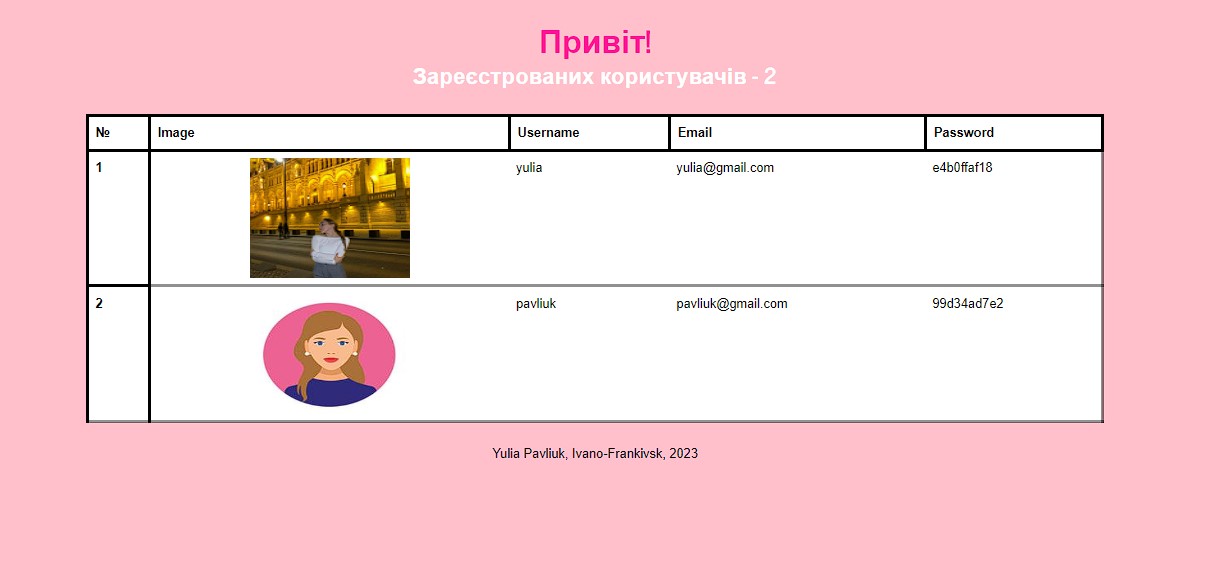 Привіт!
Зареєстрованих користувачів - 2
№ Image Username Email Password
1 yulia yulia@gmail.com e4b0ffaf18
2 pavliuk pavliuk@gmail.com 99d34ad7e2
Yulia Pavliuk, Ivano-Frankivsk, 2023